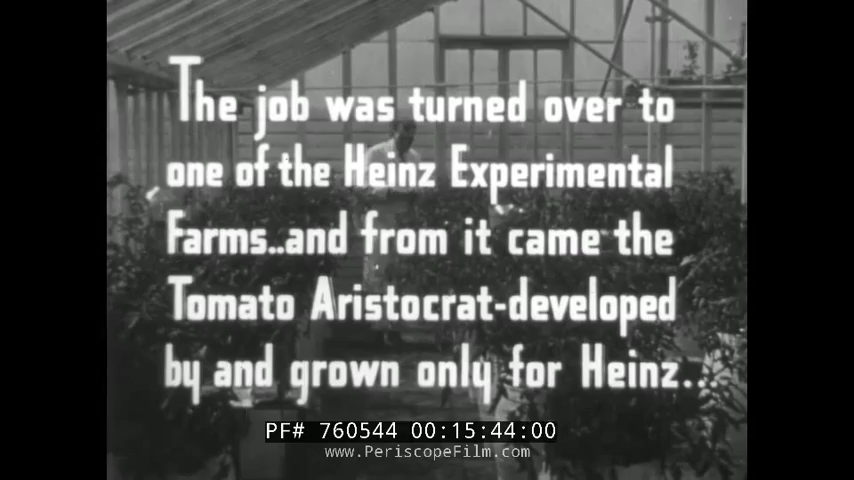 The job was turned over to
one of the Heinz Experimental
Farms..and from it came the
Tomato Aristocrat-developed
by and grown only for Heinz...
PF# 760544 00:15:44:00
www.PeriscopeFilm.com